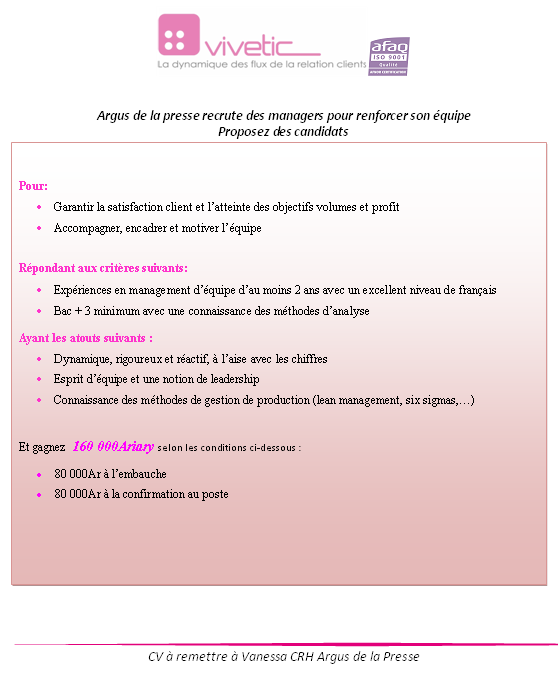 vivetic
La dynamique des flux de la relation clients
afaq
ISO 9001
Qualité
AFNOR CERTIFICATION
Argus de la presse recrute des managers pour renforcer son équipe
Proposez des candidats
Pour:
• Garantir la satisfaction client et l’atteinte des objectifs volumes et profit
• Accompagner, encadrer et motiver l’équipe
Répondant aux critères suivants:
• Expériences en management d’équipe d’au moins 2 ans avec un excellent niveau de français
• Bac + 3 minimum avec une connaissance des méthodes d’analyse
Ayant les atouts suivants :
• Dynamique, rigoureux et réactif, à l’aise avec les chiffres
• Esprit d’équipe et une notion de leadership
• Connaissance des méthodes de gestion de production (lean management, six sigmas,…)
Et gagnez 160 000Ariary selon les conditions ci-dessous :
• 80 000Ar à l’embauche
• 80 000Ar à la confirmation au poste
CV à remettre à Vanessa CRH Argus de la Presse